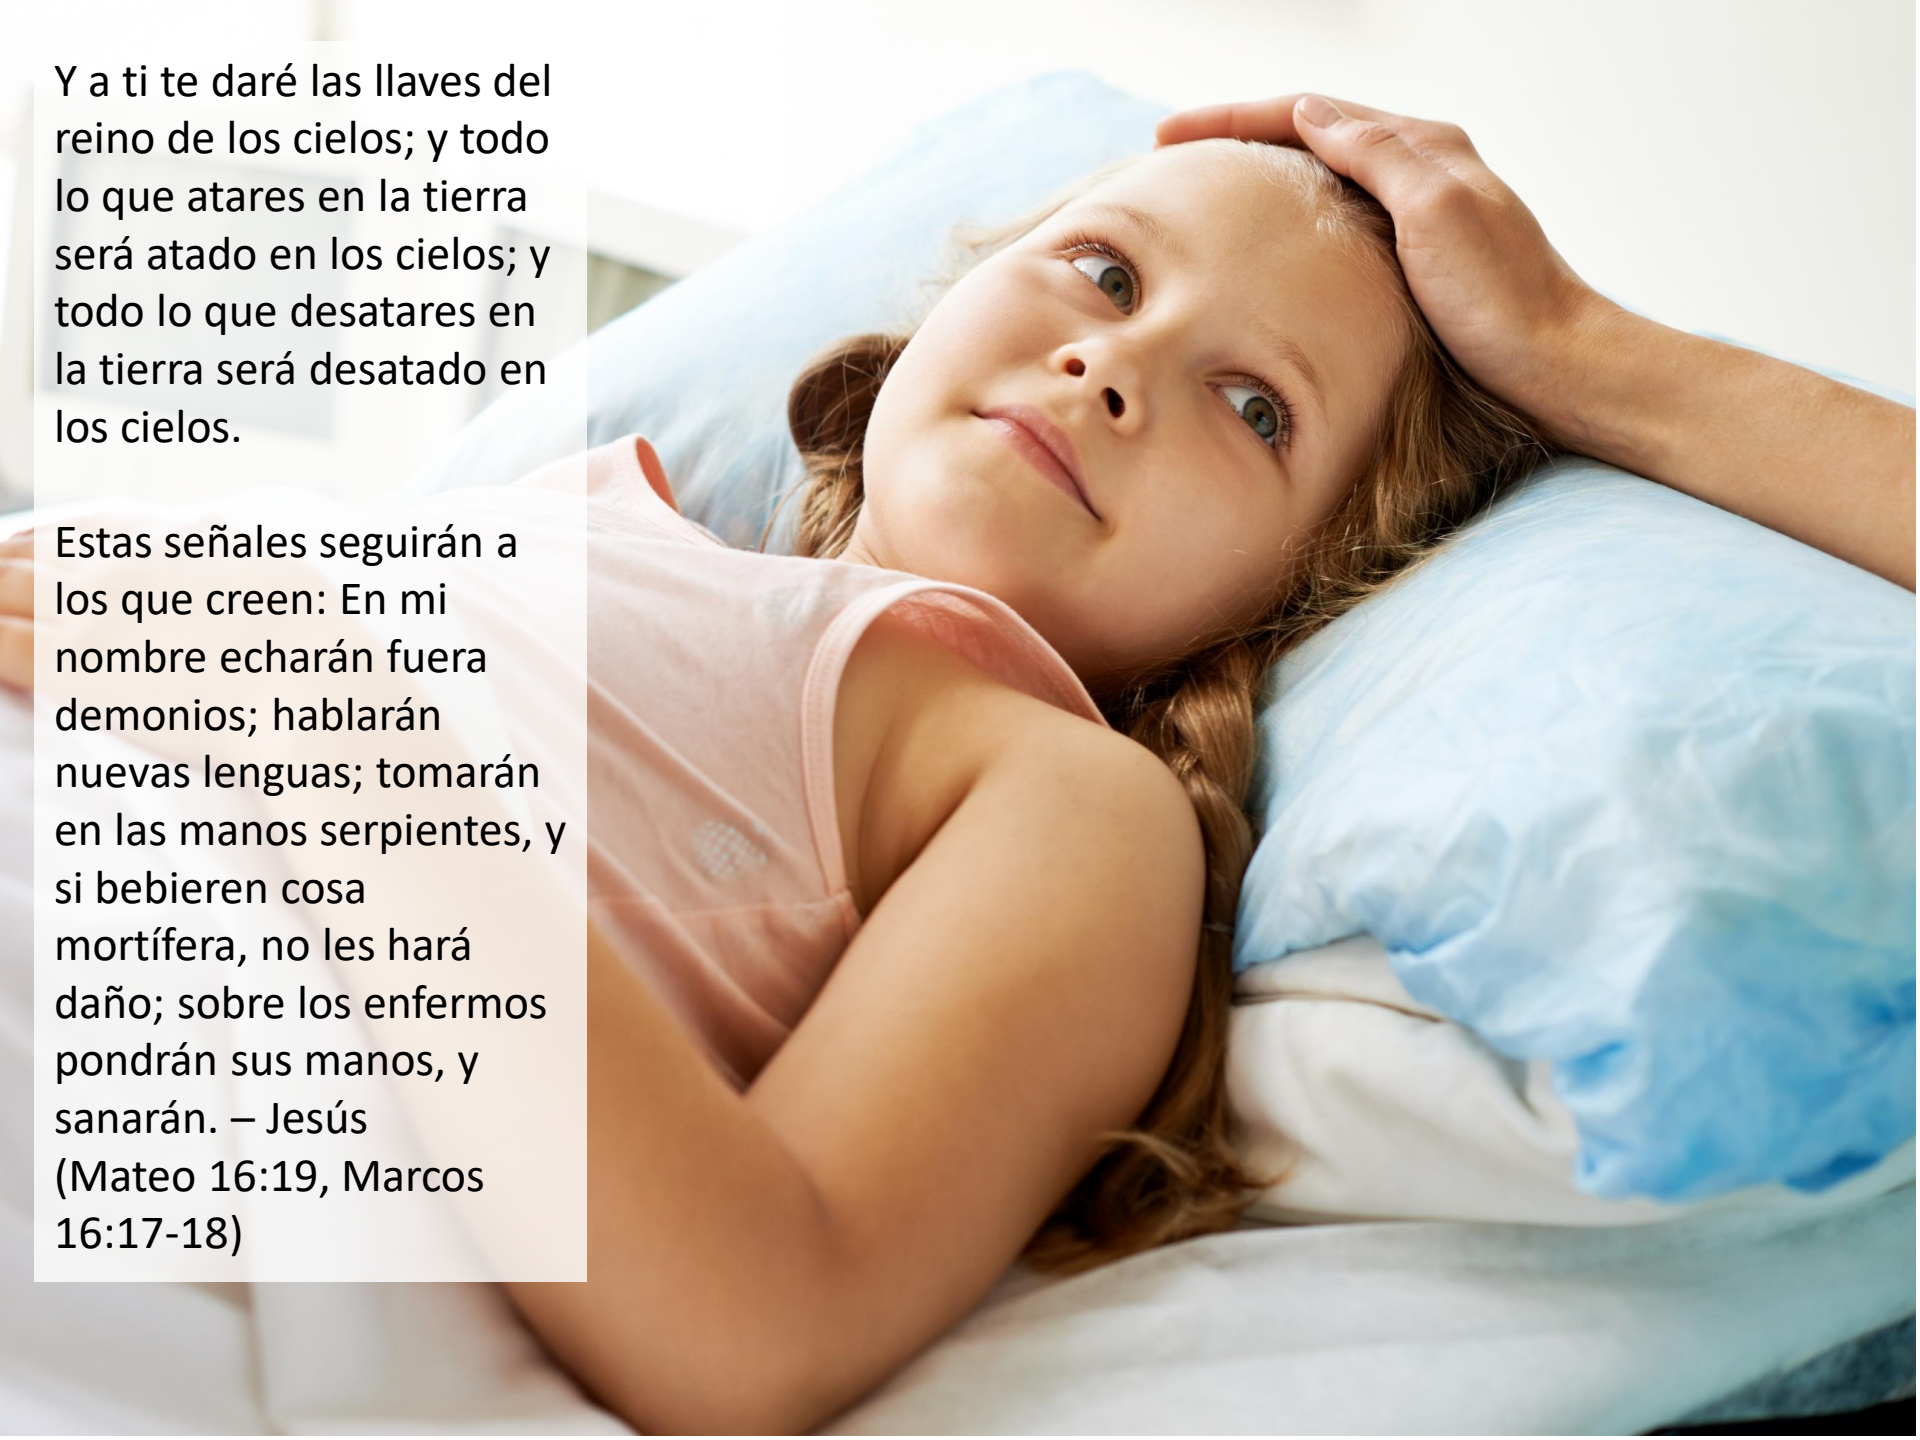 Y a ti te daré las llaves del
reino de los cielos; y todo
lo que atares en la tierra
será atado en los cielos; y
todo lo que desatares en
la tierra será desatado en
los cielos.

Estas señales seguirán a
los que creen: En mi
nombre echarán fuera
demonios; hablarán
nuevas lenguas; tomarán
en las manos serpientes, y
si bebieren cosa
mortífera, no les hará
daño; sobre los enfermos
pondrán sus manos, y
sanarán. – Jesús
(Mateo 16:19, Marcos
16:17-18)